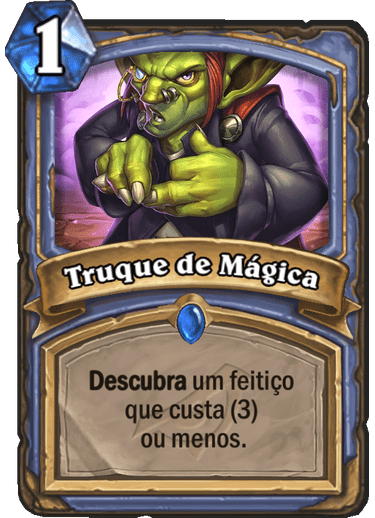 1
Truque de Mágica
Descubra um feitiço
que custa (3)
ou menos.